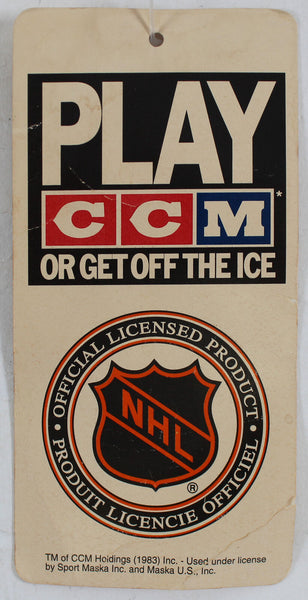 PLAY
CCM*
OR GET OFF THE ICE
· OFFICIAL LICENSED PRODUCT ·
NHL
®
PRODUIT LICENCIE OFFICIEL
TM of CCM Holdings (1983) Inc. - Used under license
by Sport Maska Inc. and Maska U.S., Inc.